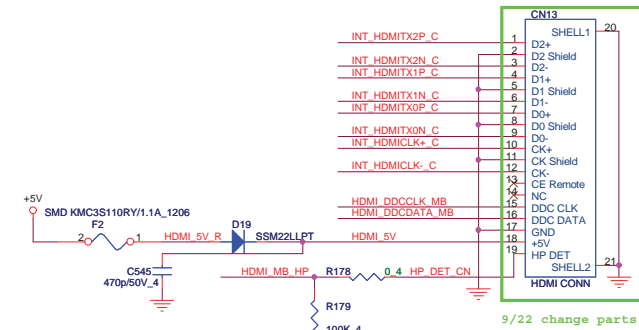 CN13
SHELL1 20
INT_HDMITX2P_C 1 D2+
2 D2 Shield
INT_HDMITX2N_C 3 D2-
INT_HDMITX1P_C 4 D1+
5 D1 Shield
INT_HDMITX1N_C 6 D1-
INT_HDMITX0P_C 7 D0+
8 D0 Shield
INT_HDMITX0N_C 9 D0-
INT_HDMICLK+_C 10 CK+
11 CK Shield
INT_HDMICLK-_C 12 CK-
13 CE Remote
14 NC
HDMI_DDCCLK_MB 15 DDC CLK
HDMI_DDCDATA_MB 16 DDC DATA
17 GND
+5V
SMD KMC3S110RY/1.1A_1206
F2 D19
2 1 HDMI_5V_R SSM22LLPT HDMI_5V 18 +5V
19 HP DET
SHELL2 21
C545
470p/50V_4
HDMI_MB_HP R178 0_4 HP_DET_CN
HDMI CONN
R179
100K_4
9/22 change parts